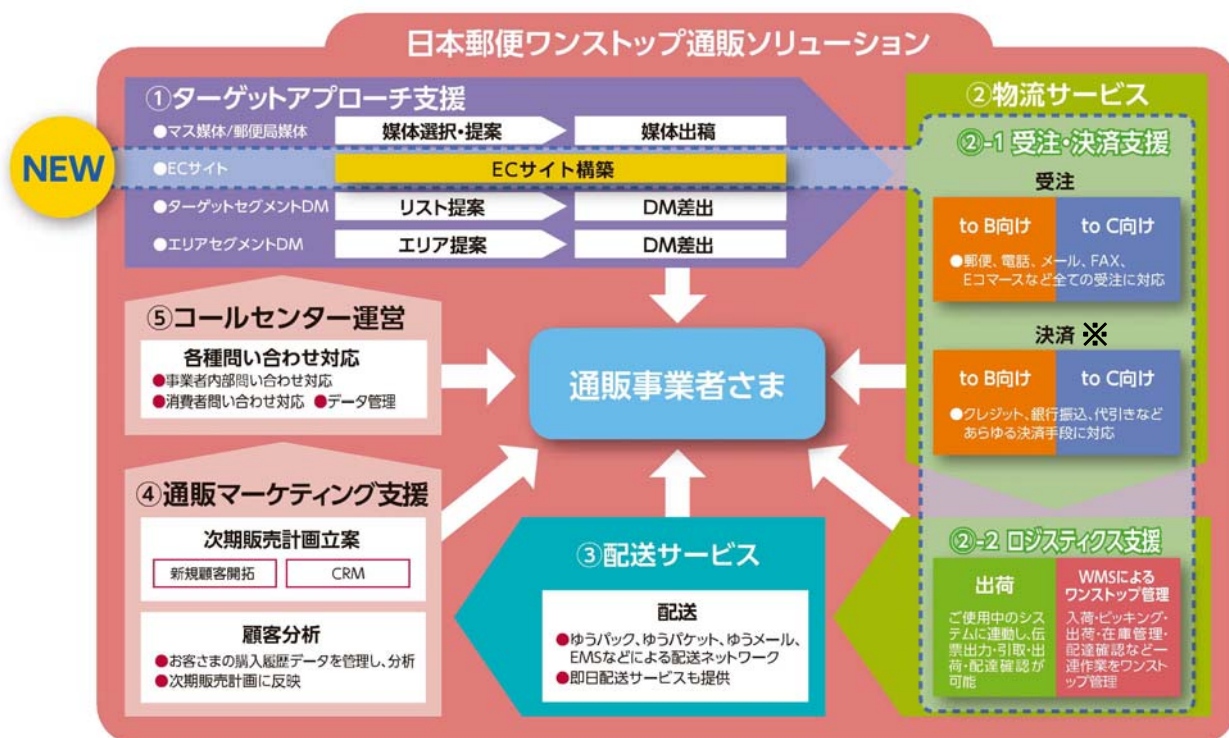 日本郵便ワンストップ通販ソリューション
NEW
①ターゲットアプローチ支援
●マス媒体/郵便局媒体
媒体選択・提案
媒体出稿
●ECサイト
ECサイト構築
●ターゲットセグメントDM
リスト提案
DM差出
●エリアセグメントDM
エリア提案
DM差出
②物流サービス
②-1 受注・決済支援
受注
to B向け
to C向け
●郵便、電話、メール、FAX、
Eコマースなど全ての受注に対応
決済 ※
to B向け
to C向け
●クレジット、銀行振込、代引きなど
あらゆる決済手段に対応
②-2 ロジスティクス支援
出荷
ご使用中のシス
テムに連動し、伝
票出力・引取・出
荷・配達確認が
可能
WMSによる
ワンストップ管理
入荷・ピッキング・
出荷・在庫管理・
配達確認など一
連作業をワンスト
ップ管理
通販事業者さま
③配送サービス
配送
●ゆうパック、ゆうパケット、ゆうメール、
EMSなどによる配送ネットワーク
●即日配送サービスも提供
④通販マーケティング支援
次期販売計画立案
新規顧客開拓
CRM
顧客分析
●お客さまの購入履歴データを管理し、分析
●次期販売計画に反映
⑤コールセンター運営
各種問い合わせ対応
●事業者内部問い合わせ対応
●消費者問い合わせ対応 ●データ管理